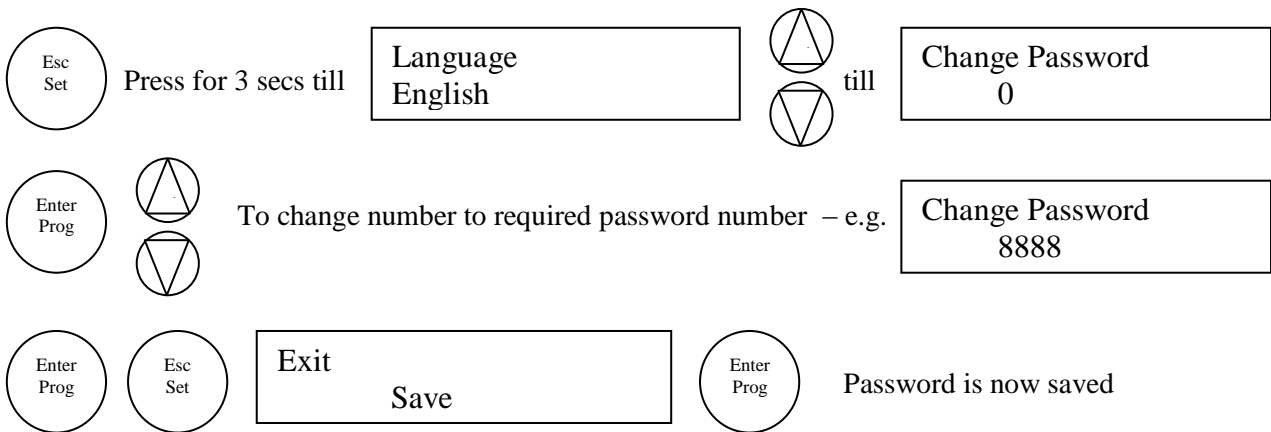 Esc
Set
Press for 3 secs till
Language
English
till
Change Password
0
Enter
Prog
To change number to required password number – e.g.
Change Password
8888
Enter
Prog
Esc
Set
Exit
Save
Enter
Prog
Password is now saved